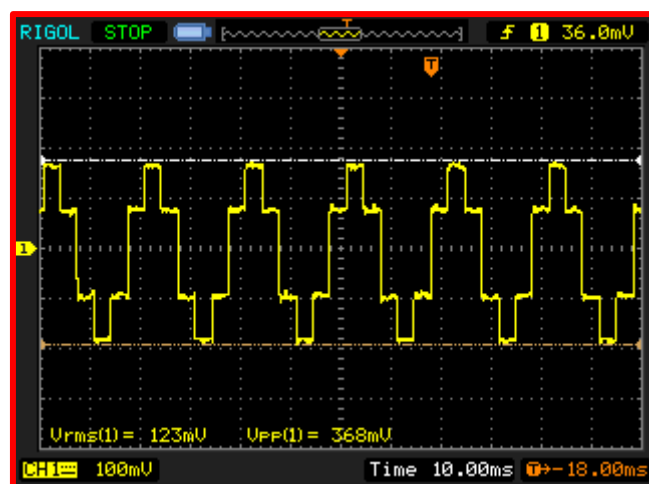 RIGOL STOP T 1 36.0mV
T
1
Vrms(1)= 123mV Vpp(1)= 368mV
CH1 100mV Time 10.00ms T→-18.00ms